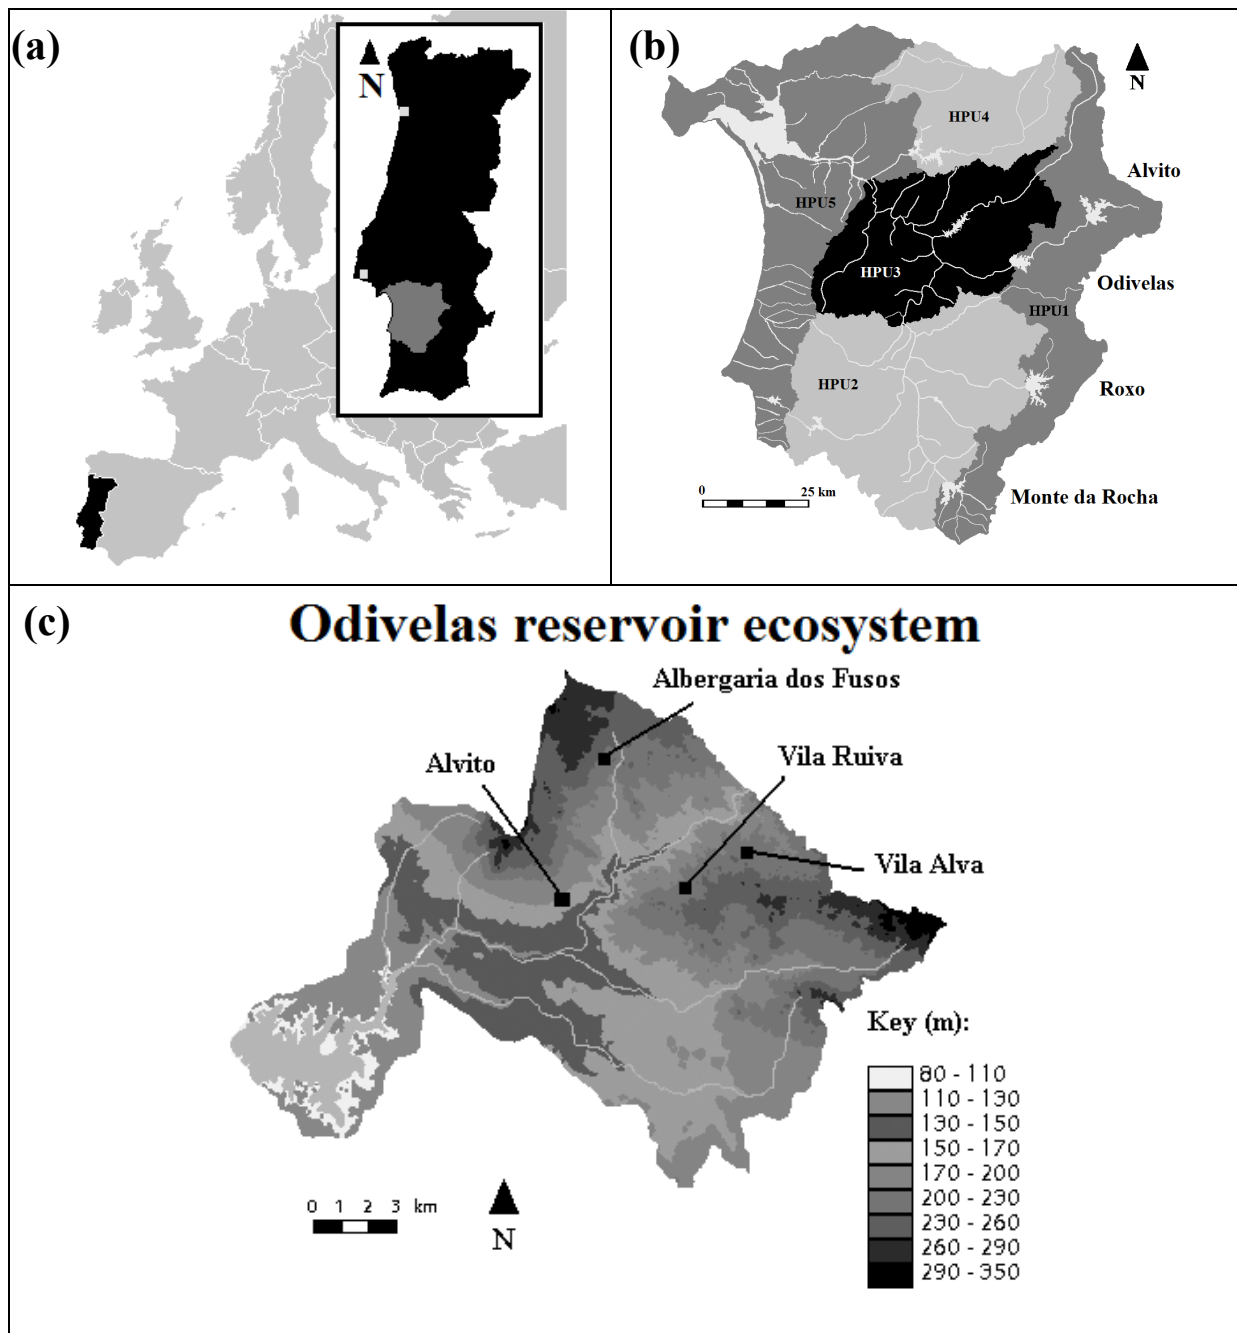 (a)
N
(b)
N
HPU4
Alvito
HPU5
HPU3
Odivelas
HPU1
HPU2
Roxo
0 25 km
Monte da Rocha
(c)
Odivelas reservoir ecosystem
Albergaria dos Fusos
Alvito
Vila Ruiva
Vila Alva
Key (m):
80 - 110
110 - 130
130 - 150
150 - 170
170 - 200
200 - 230
230 - 260
260 - 290
290 - 350
0 1 2 3 km
N